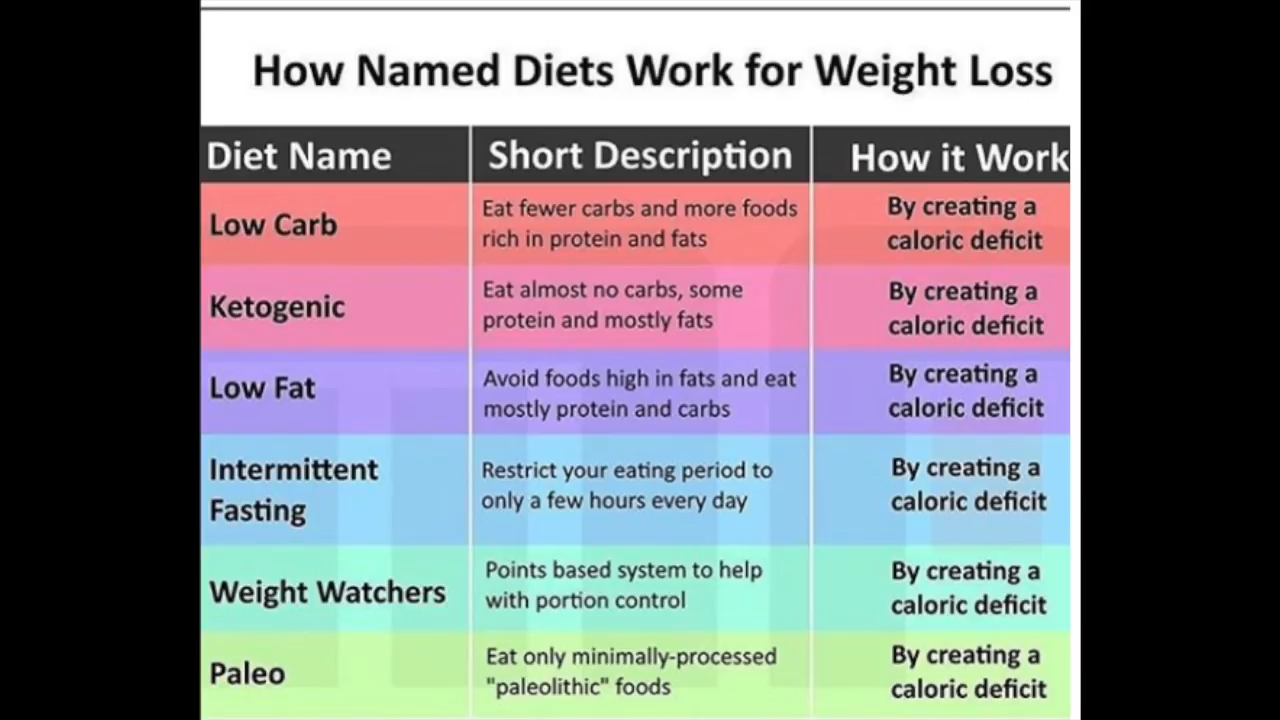 How Named Diets Work for Weight Loss
Diet Name Short Description How it Work
Low Carb
Eat fewer carbs and more foods
rich in protein and fats
By creating a
caloric deficit
Ketogenic
Eat almost no carbs, some
protein and mostly fats
By creating a
caloric deficit
Low Fat
Avoid foods high in fats and eat
mostly protein and carbs
By creating a
caloric deficit
Intermittent
Fasting
Restrict your eating period to
only a few hours every day
By creating a
caloric deficit
Weight Watchers
Points based system to help
with portion control
By creating a
caloric deficit
Paleo
Eat only minimally-processed
"paleolithic" foods
By creating a
caloric deficit